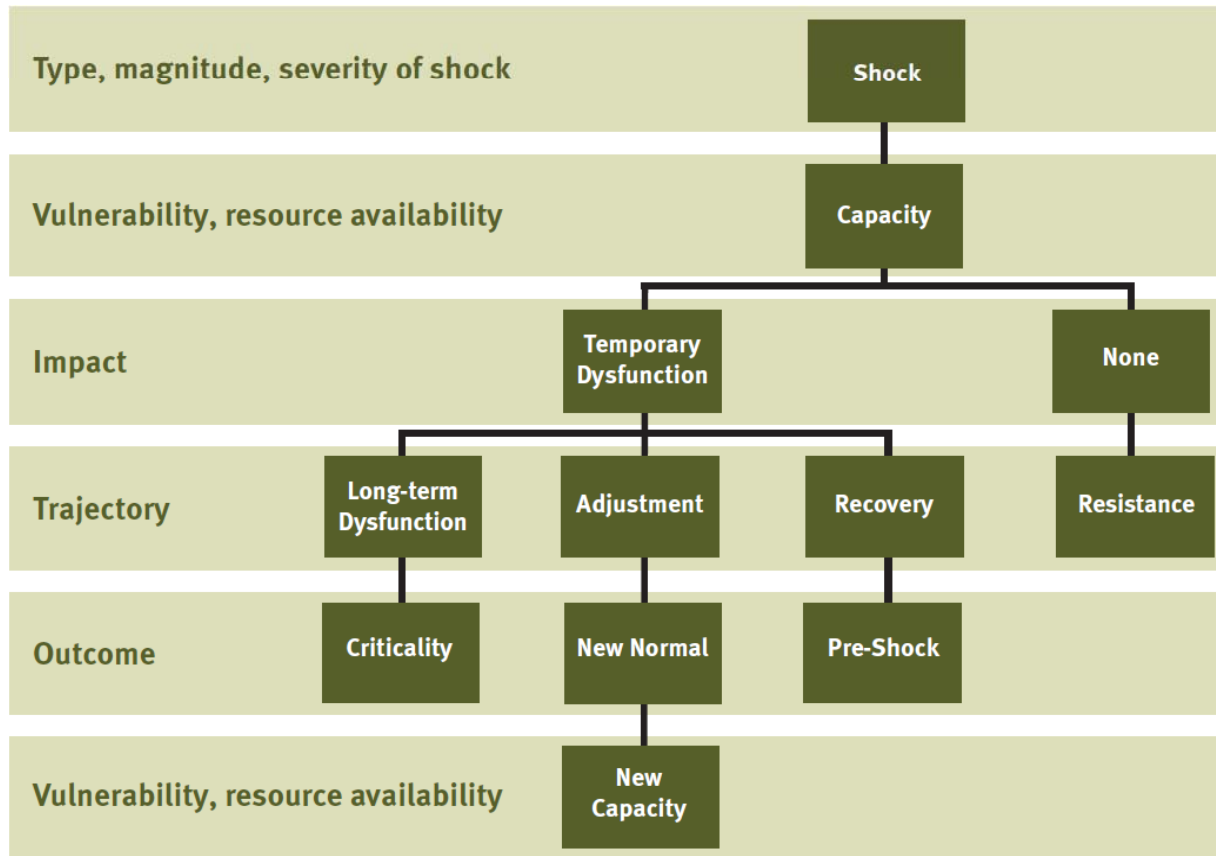 Type, magnitude, severity of shock
Shock
Vulnerability, resource availability
Capacity
Impact
Temporary
Dysfunction
None
Trajectory
Long-term
Dysfunction
Adjustment
Recovery
Resistance
Outcome
Criticality
New Normal
Pre-Shock
Vulnerability, resource availability
New
Capacity